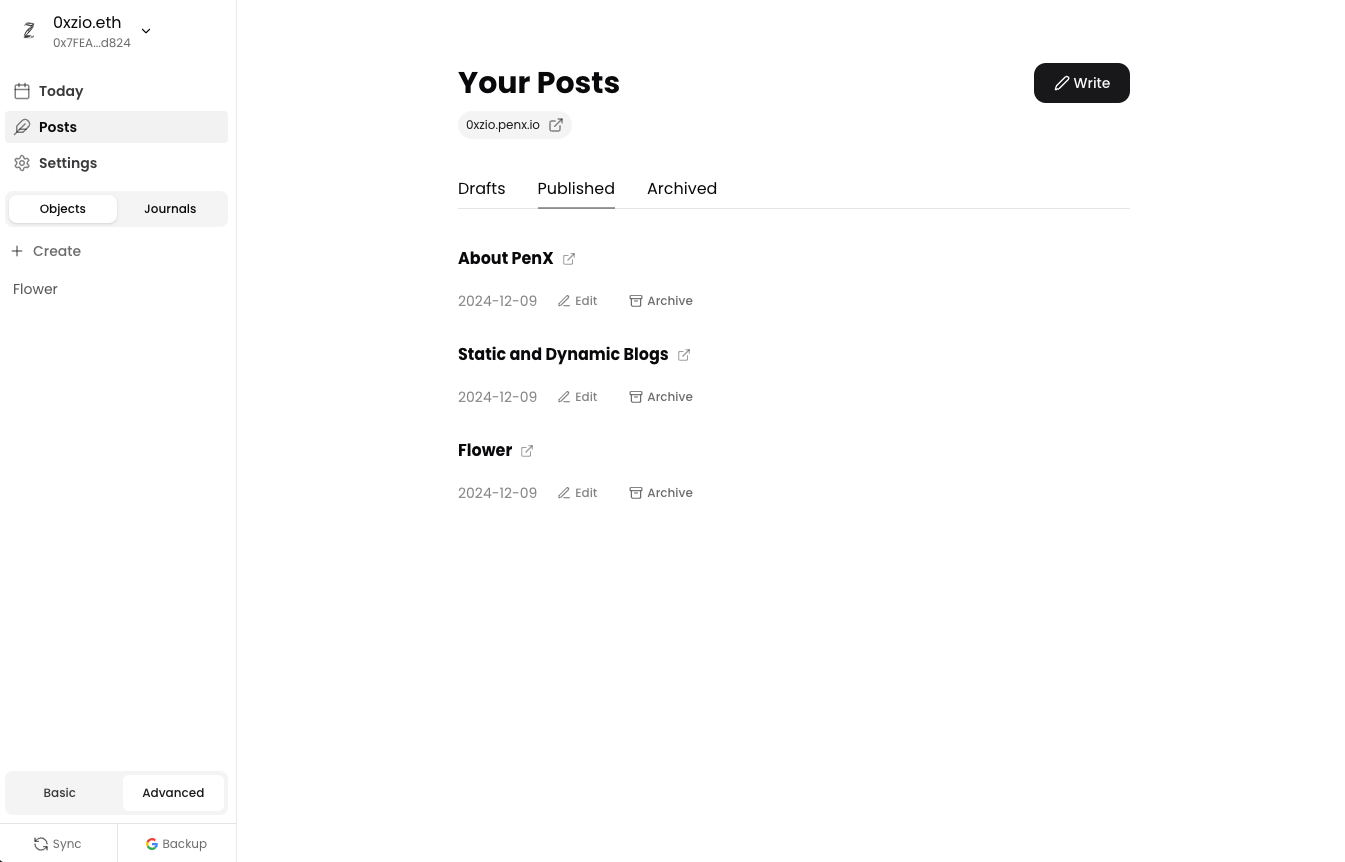 0xzio.eth
0x7FEA...d824
Today
Posts
Settings
Objects Journals
Create
Flower
Basic Advanced
Sync Backup
Your Posts
Write
0xzio.penx.io
Drafts Published Archived
About PenX
2024-12-09 Edit Archive
Static and Dynamic Blogs
2024-12-09 Edit Archive
Flower
2024-12-09 Edit Archive